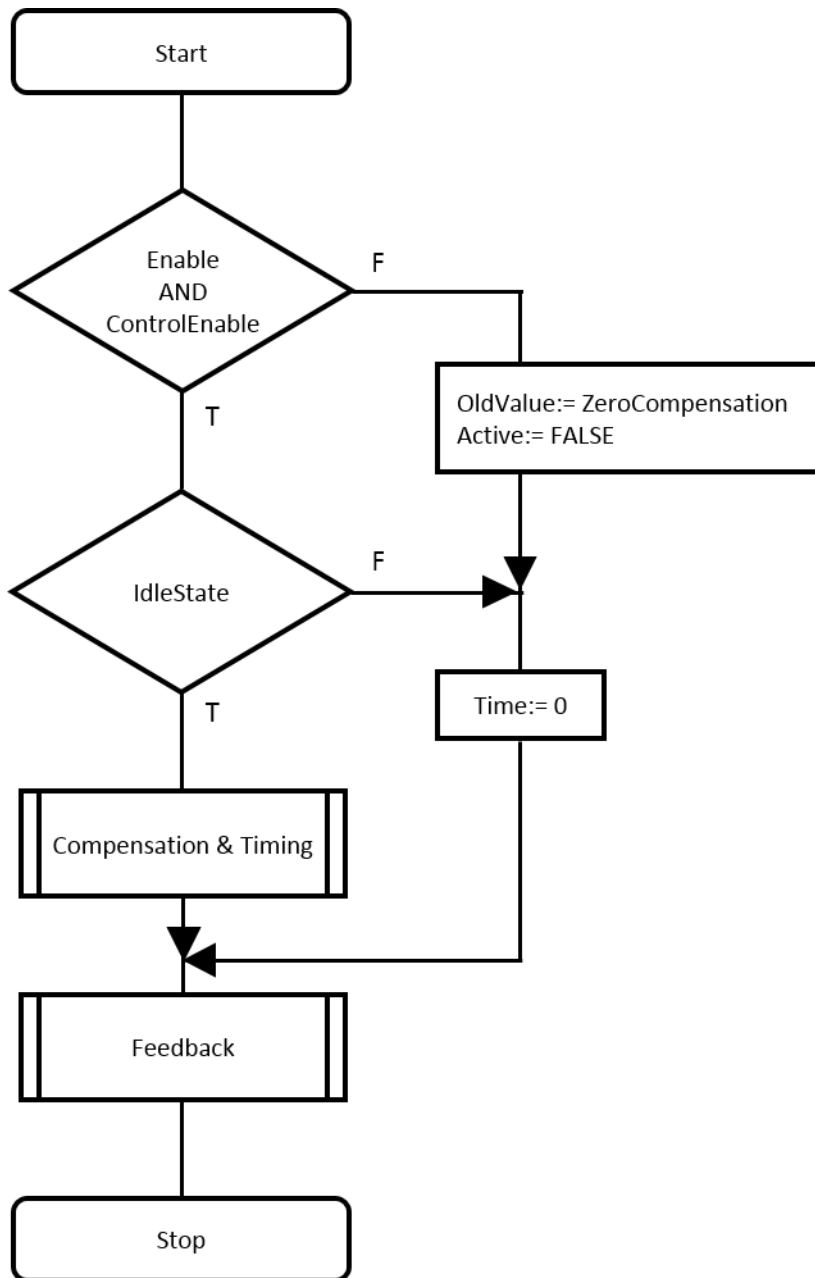 Start
Enable
AND
ControlEnable
F
T
OldValue:= ZeroCompensation
Active:= FALSE
IdleState
F
T
Time:= 0
Compensation & Timing
Feedback
Stop